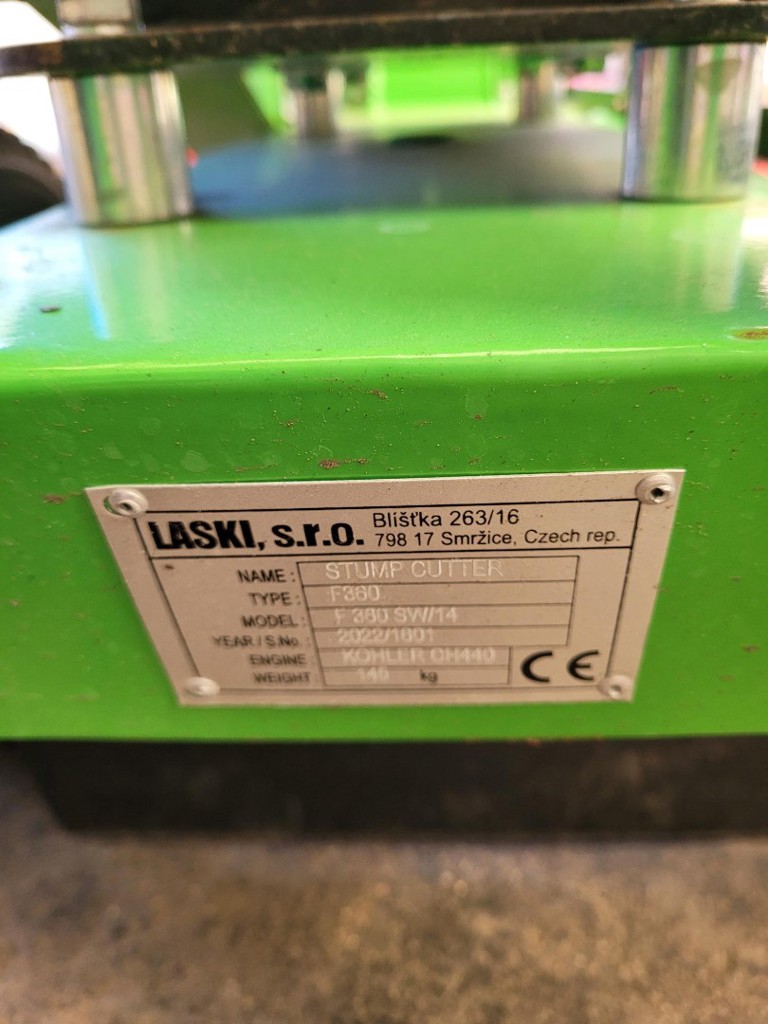 LASKI, s.r.o.
Blišťka 263/16
798 17 Smržice, Czech rep.
NAME : STUMP CUTTER
TYPE : F360
MODEL : F 360 SW/14
YEAR / S.No. : 2022/1601
ENGINE KOHLER CH440
WEIGHT : 140 kg
CE